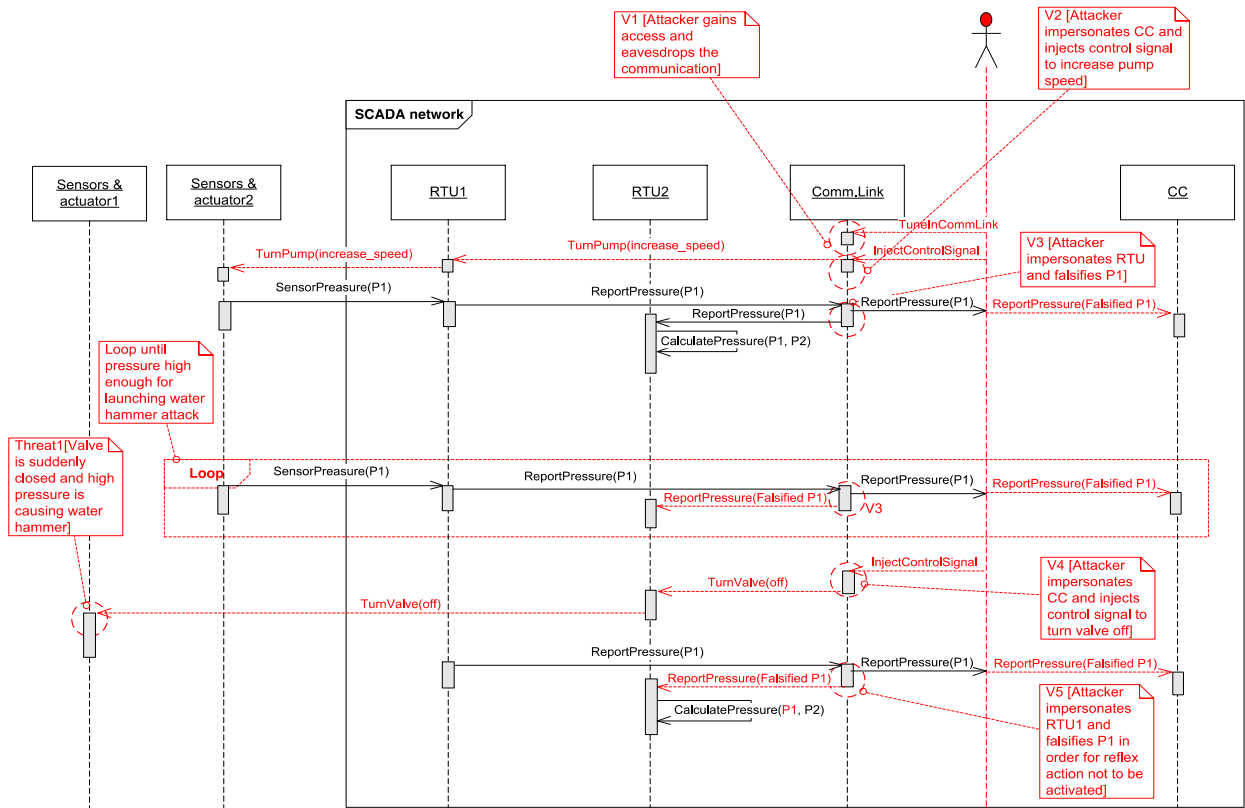 V1 [Attacker gains
access and
eavesdrops the
communication]
V2 [Attacker
impersonates CC and
injects control signal
to increase pump
speed]
SCADA network
Sensors &
actuator1
Sensors &
actuator2
RTU1
RTU2
Comm.Link
CC
TuneInCommLink
TurnPump(increase_speed)
InjectControlSignal
TurnPump(increase_speed)
V3 [Attacker
impersonates RTU
and falsifies P1]
SensorPreasure(P1)
ReportPressure(P1)
ReportPressure(P1)
ReportPressure(Falsified P1)
ReportPressure(P1)
CalculatePressure(P1, P2)
Loop until
pressure high
enough for
launching water
hammer attack
Threat1[Valve
is suddenly
closed and high
pressure is
causing water
hammer]
Loop
SensorPreasure(P1)
ReportPressure(P1)
ReportPressure(P1)
ReportPressure(Falsified P1)
ReportPressure(Falsified P1)
V3
InjectControlSignal
TurnValve(off)
TurnValve(off)
V4 [Attacker
impersonates
CC and injects
control signal to
turn valve off]
ReportPressure(P1)
ReportPressure(P1)
ReportPressure(Falsified P1)
ReportPressure(Falsified P1)
CalculatePressure(P1, P2)
V5 [Attacker
impersonates
RTU1 and
falsifies P1 in
order for reflex
action not to be
activated]